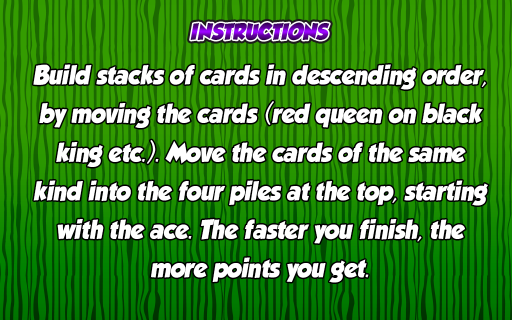 INSTRUCTIONS
Build stacks of cards in descending order,
by moving the cards (red queen on black
king etc.). Move the cards of the same
kind into the four piles at the top, starting
with the ace. The faster you finish, the
more points you get.